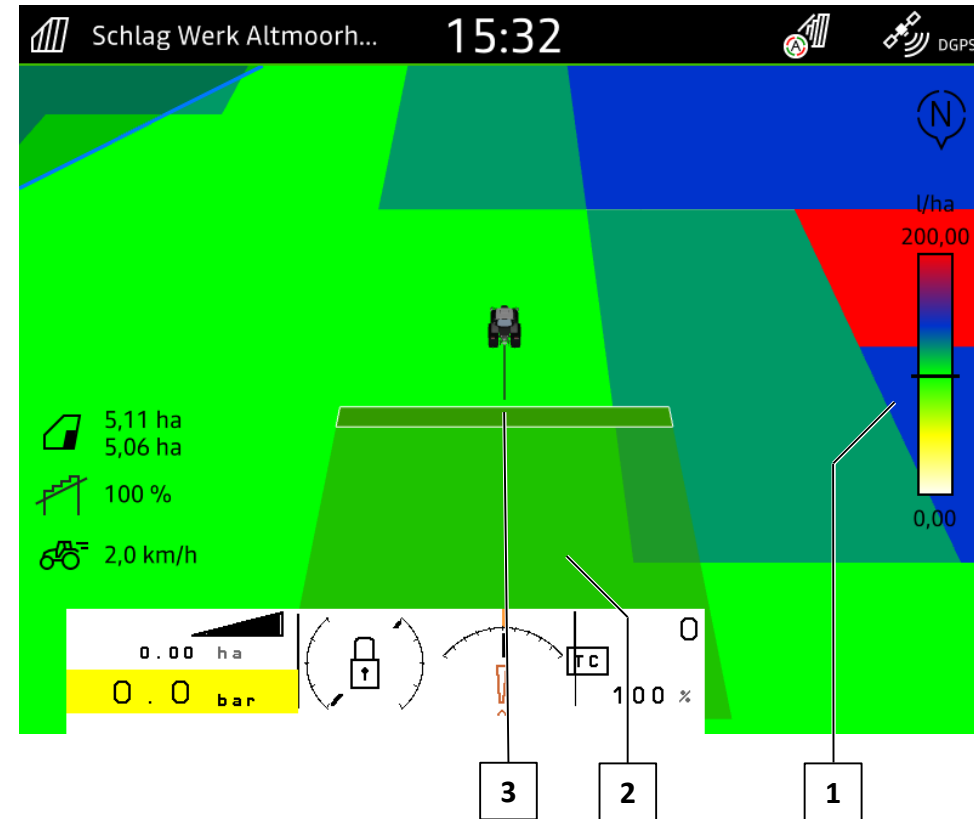 Schlag Werk Altmoorh...
15:32
A
DGPS
N
l/ha
200,00
5,11 ha
5,06 ha
100 %
2,0 km/h
0,00
0.00 ha
0
TC
0.0 bar
100 %
3
2
1